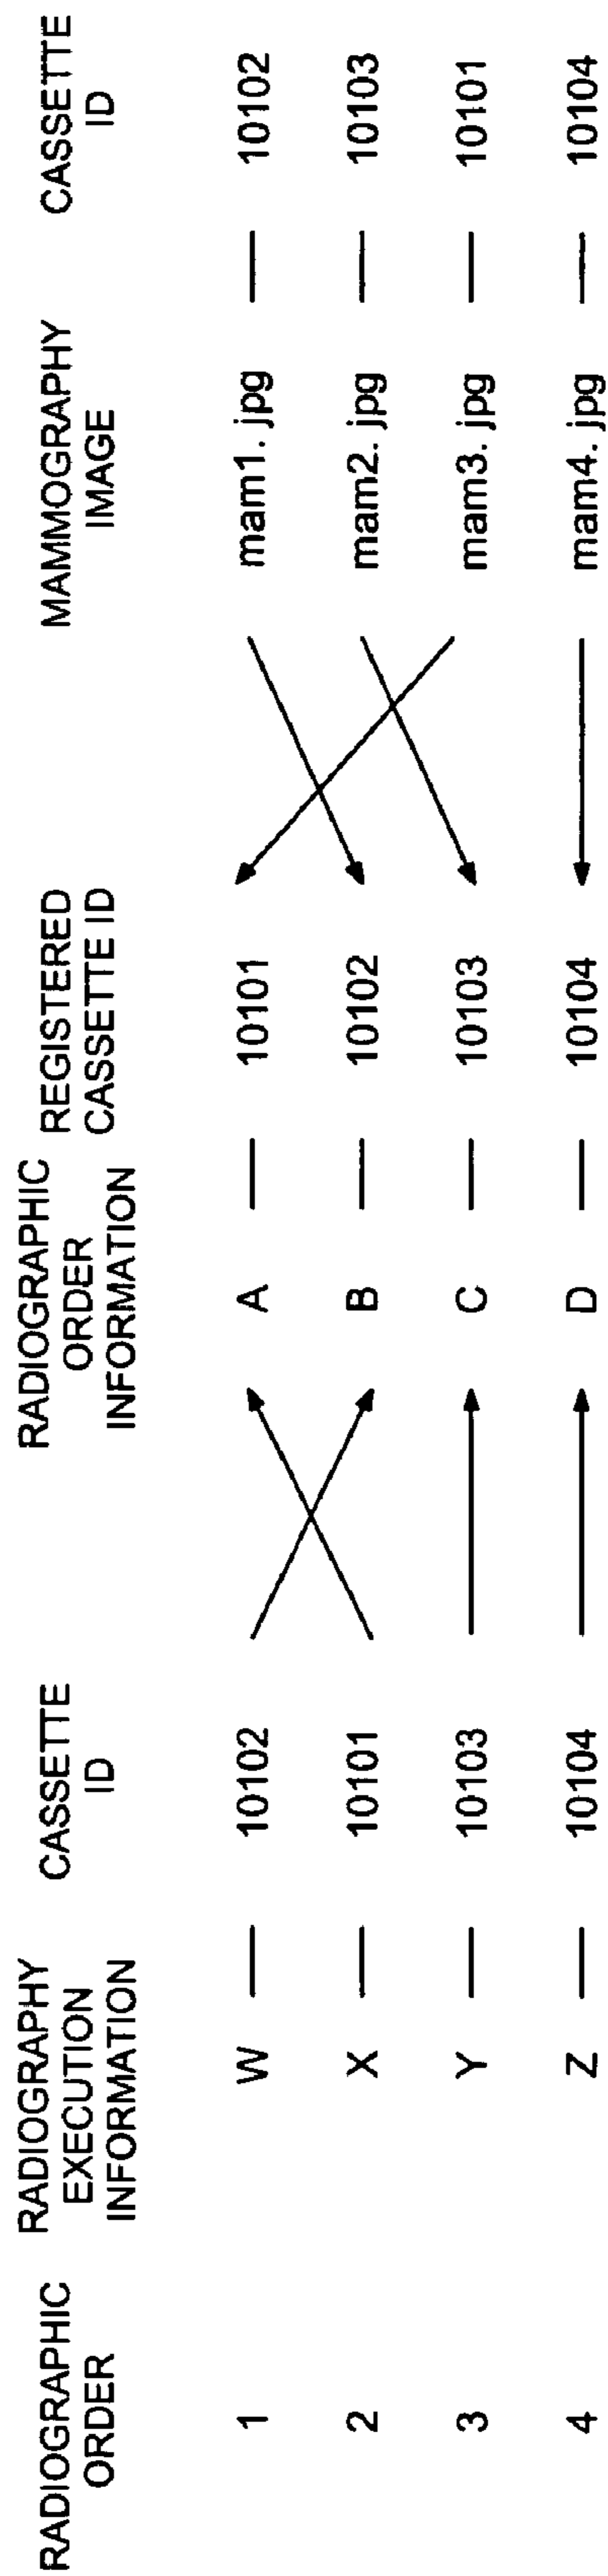 RADIOGRAPHIC
ORDER
RADIOGRAPHY
EXECUTION
INFORMATION
CASSETTE
ID
RADIOGRAPHIC
ORDER
INFORMATION
REGISTERED
CASSETTE ID
MAMMOGRAPHY
IMAGE
CASSETTE
ID
1 W — 10102 A — 10101 mam1. jpg — 10102
2 X — 10101 B — 10102 mam2. jpg — 10103
3 Y — 10103 C — 10103 mam3. jpg — 10101
4 Z — 10104 D — 10104 mam4. jpg — 10104